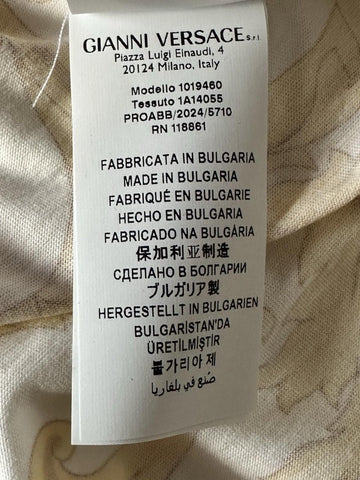 GIANNI VERSACE S.r.l.
Piazza Luigi Einaudi, 4
20124 Milano, Italy
Modello 1019460
Tessuto 1A14055
PROABB/2024/5710
RN 118861
FABBRICATA IN BULGARIA
MADE IN BULGARIA
FABRIQUÉ EN BULGARIE
HECHO EN BULGARIA
FABRICADO NA BULGÀRIA
保加利亚制造
СДЕЛАНО В БОЛГАРИИ
ブルガリア製
HERGESTELLT IN BULGARIEN
BULGARİSTAN'DA
ÜRETİLMİŞTİR
불가리아 제
صُنع في بلغاريا